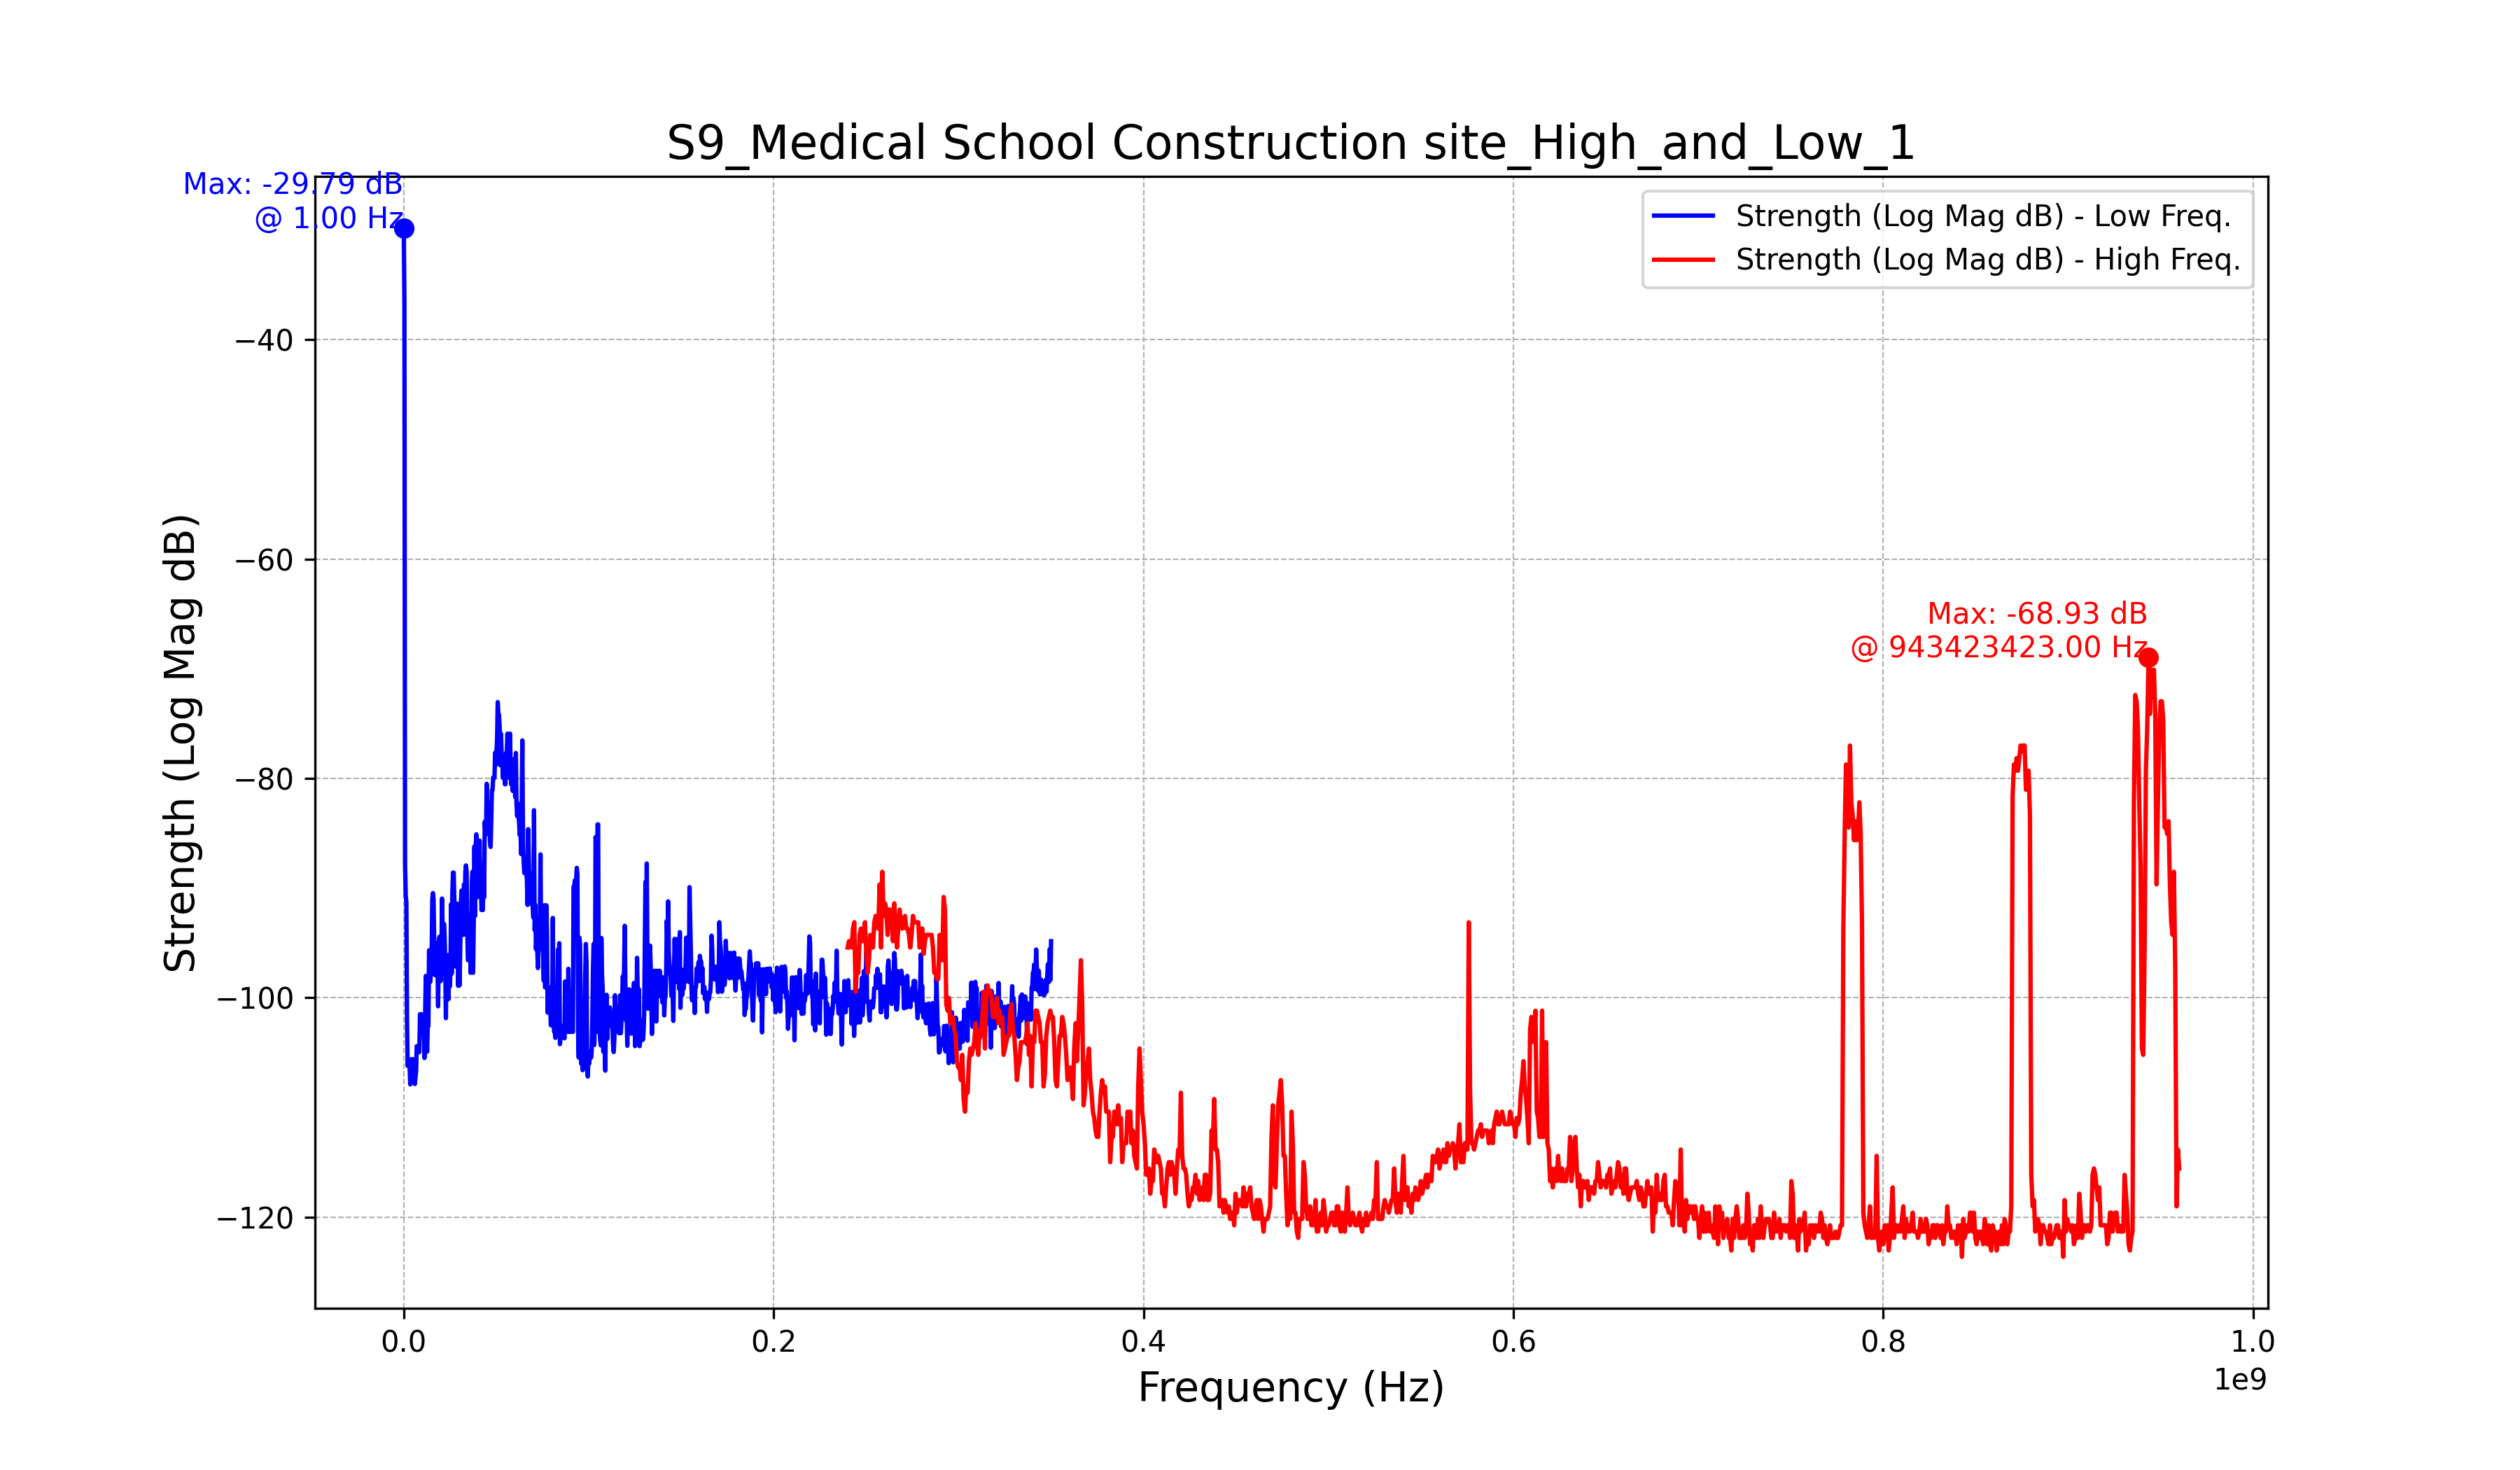 S9_Medical School Construction site_High_and_Low_1
Max: -29.79 dB
@ 1.00 Hz
Strength (Log Mag dB) - Low Freq.
Strength (Log Mag dB) - High Freq.
Max: -68.93 dB
@ 943423423.00 Hz
Strength (Log Mag dB)
−40
−60
−80
−100
−120
0.0 0.2 0.4 0.6 0.8 1.0
1e9
Frequency (Hz)